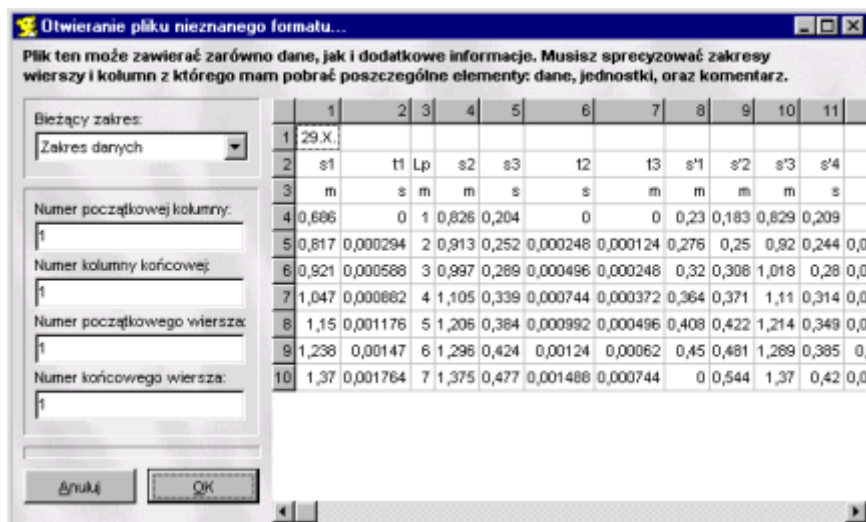 Otwieranie pliku nieznanego formatu...
Plik ten może zawierać zarówno dane, jak i dodatkowe informacje. Musisz sprecyzować zakresy
wierszy i kolumn z którego mam pobrać poszczególne elementy: dane, jednostki, oraz komentarz.
Bieżący zakres:
Zakres danych
Numer początkowej kolumny:
1
Numer kolumny końcowej:
1
Numer początkowego wiersza:
1
Numer końcowego wiersza:
1
Anuluj OK
1 2 3 4 5 6 7 8 9 10 11
1 29.X.
2 s1 t1 Lp s2 s3 t2 t3 s'1 s'2 s'3 s'4
3 m s m m s s m m m m s
4 0,686 0 1 0,826 0,204 0 0 0,23 0,183 0,829 0,209
5 0,817 0,000294 2 0,913 0,252 0,000248 0,000124 0,276 0,25 0,92 0,244 0,0
6 0,921 0,000588 3 0,997 0,289 0,000496 0,000248 0,32 0,308 1,018 0,28 0,0
7 1,047 0,000882 4 1,105 0,339 0,000744 0,000372 0,364 0,371 1,11 0,314 0,0
8 1,15 0,001176 5 1,206 0,384 0,000992 0,000496 0,408 0,422 1,214 0,349 0,0
9 1,238 0,00147 6 1,296 0,424 0,00124 0,00062 0,45 0,481 1,289 0,385 0,
10 1,37 0,001764 7 1,375 0,477 0,001488 0,000744 0 0,544 1,37 0,42 0,0